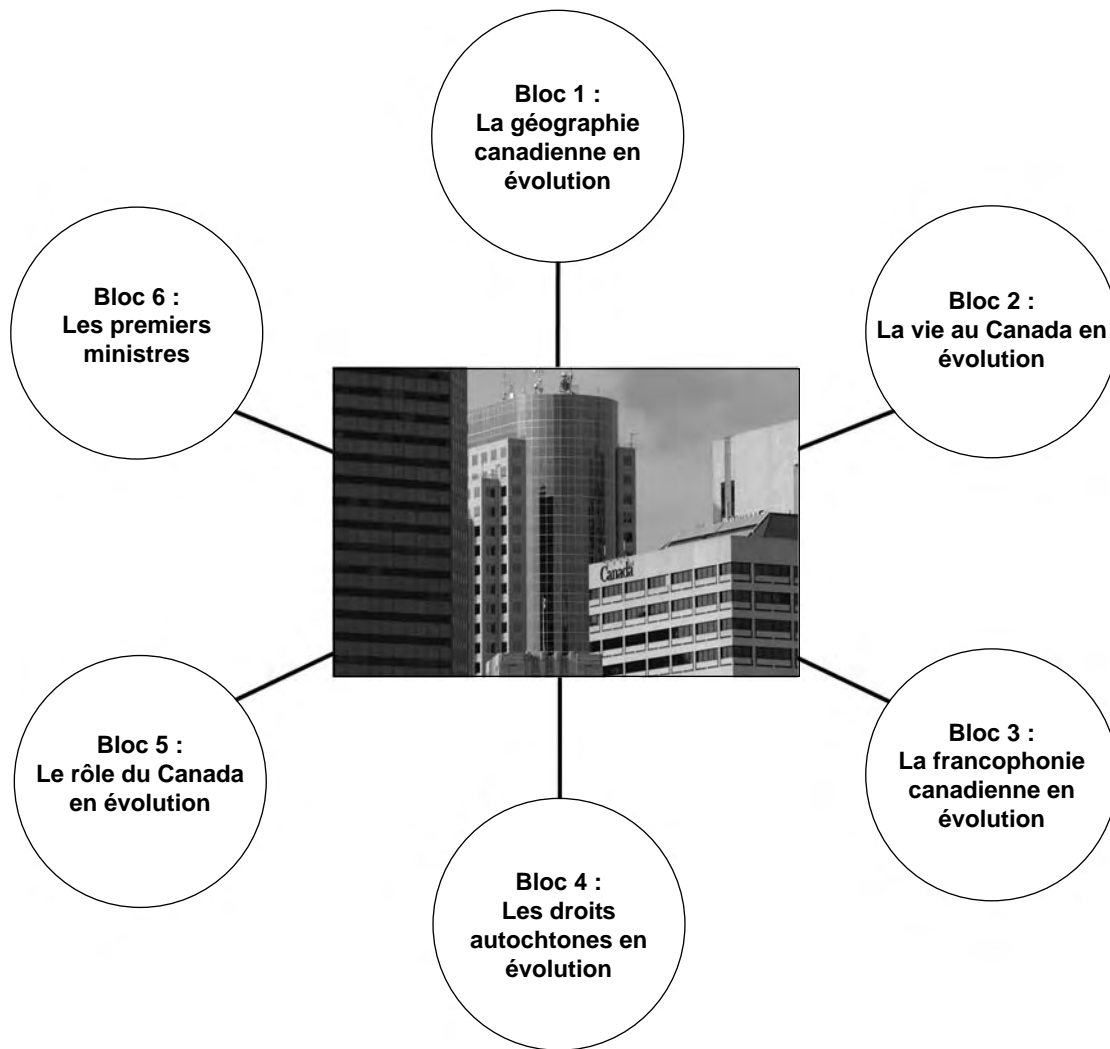 Bloc 1 :
La géographie
canadienne en
évolution
Bloc 2 :
La vie au Canada en
évolution
Bloc 3 :
La francophonie
canadienne en
évolution
Bloc 4 :
Les droits
autochtones en
évolution
Bloc 5 :
Le rôle du Canada
en évolution
Bloc 6 :
Les premiers
ministres
Canada